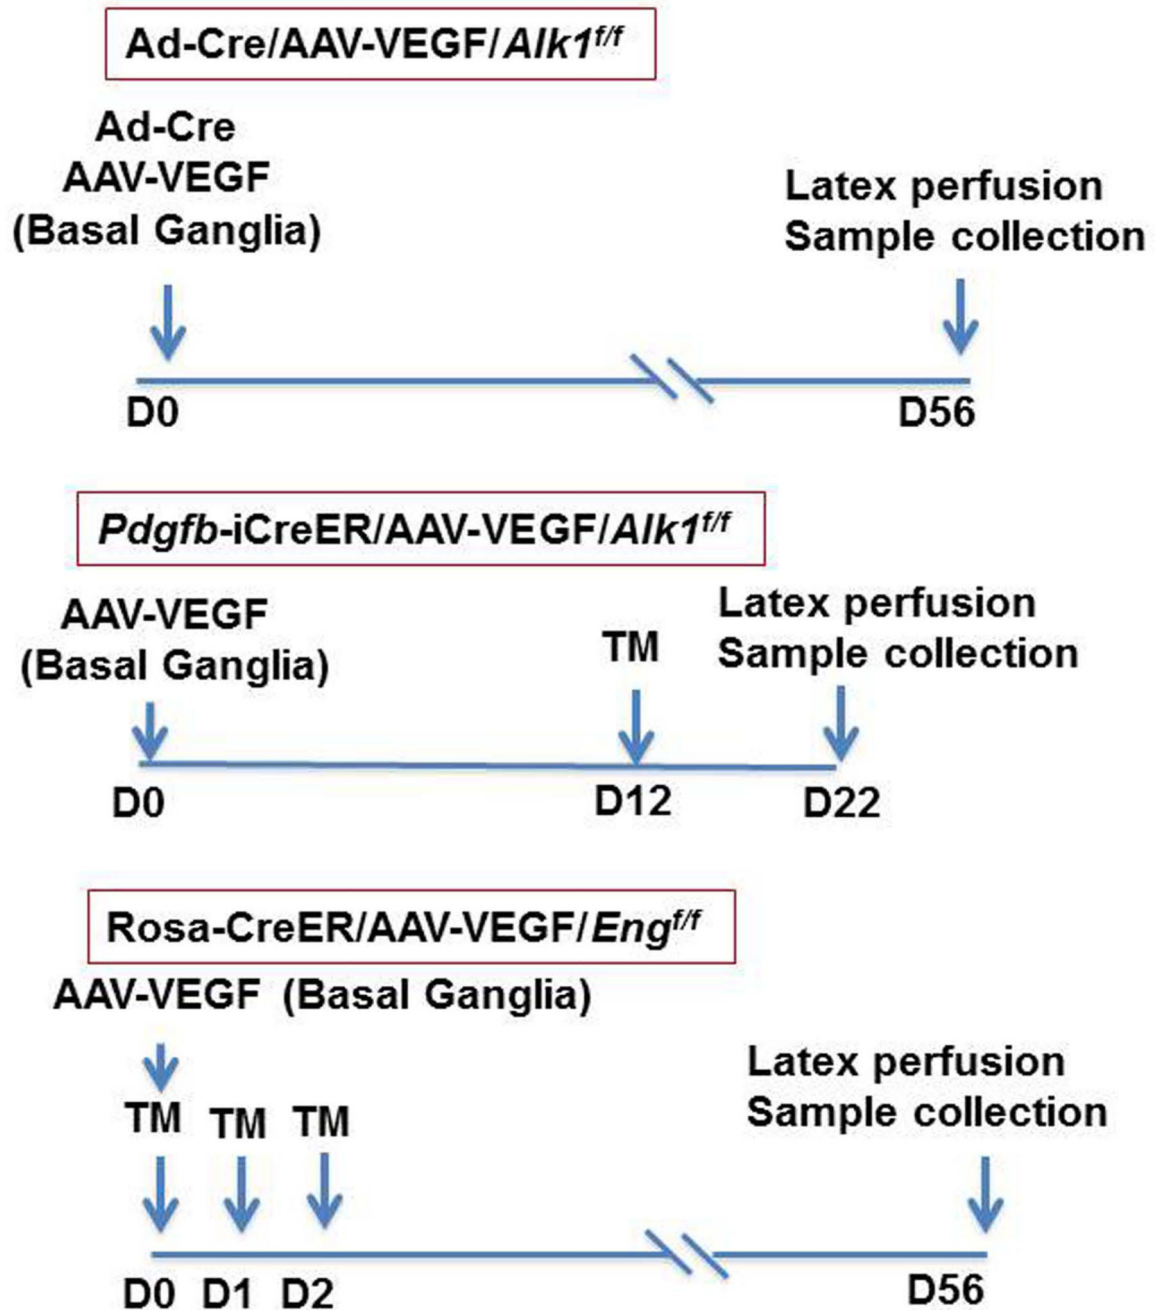 Ad-Cre/AAV-VEGF/Alk1f/f
Ad-Cre
AAV-VEGF
(Basal Ganglia)
Latex perfusion
Sample collection
D0
D56
Pdgfb-iCreER/AAV-VEGF/Alk1f/f
AAV-VEGF
(Basal Ganglia)
TM
Latex perfusion
Sample collection
D0
D12
D22
Rosa-CreER/AAV-VEGF/Engf/f
AAV-VEGF (Basal Ganglia)
Latex perfusion
Sample collection
TM TM TM
D0 D1 D2
D56